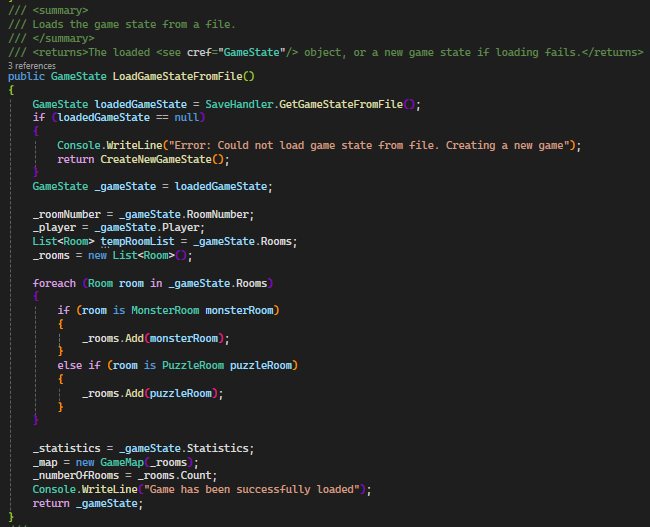 /// <summary>
/// Loads the game state from a file.
/// </summary>
/// <returns>The loaded <see cref="GameState"/> object, or a new game state if loading fails.</returns>
3 references
public GameState LoadGameStateFromFile()
{
GameState loadedGameState = SaveHandler.GetGameStateFromFile();
if (loadedGameState == null)
{
Console.WriteLine("Error: Could not load game state from file. Creating a new game");
return CreateNewGameState();
}
GameState _gameState = loadedGameState;
_roomNumber = _gameState.RoomNumber;
_player = _gameState.Player;
List<Room> tempRoomList = _gameState.Rooms;
_rooms = new List<Room>();
foreach (Room room in _gameState.Rooms)
{
if (room is MonsterRoom monsterRoom)
{
_rooms.Add(monsterRoom);
}
else if (room is PuzzleRoom puzzleRoom)
{
_rooms.Add(puzzleRoom);
}
}
_statistics = _gameState.Statistics;
_map = new GameMap(_rooms);
_numberOfRooms = _rooms.Count;
Console.WriteLine("Game has been successfully loaded");
return _gameState;
}